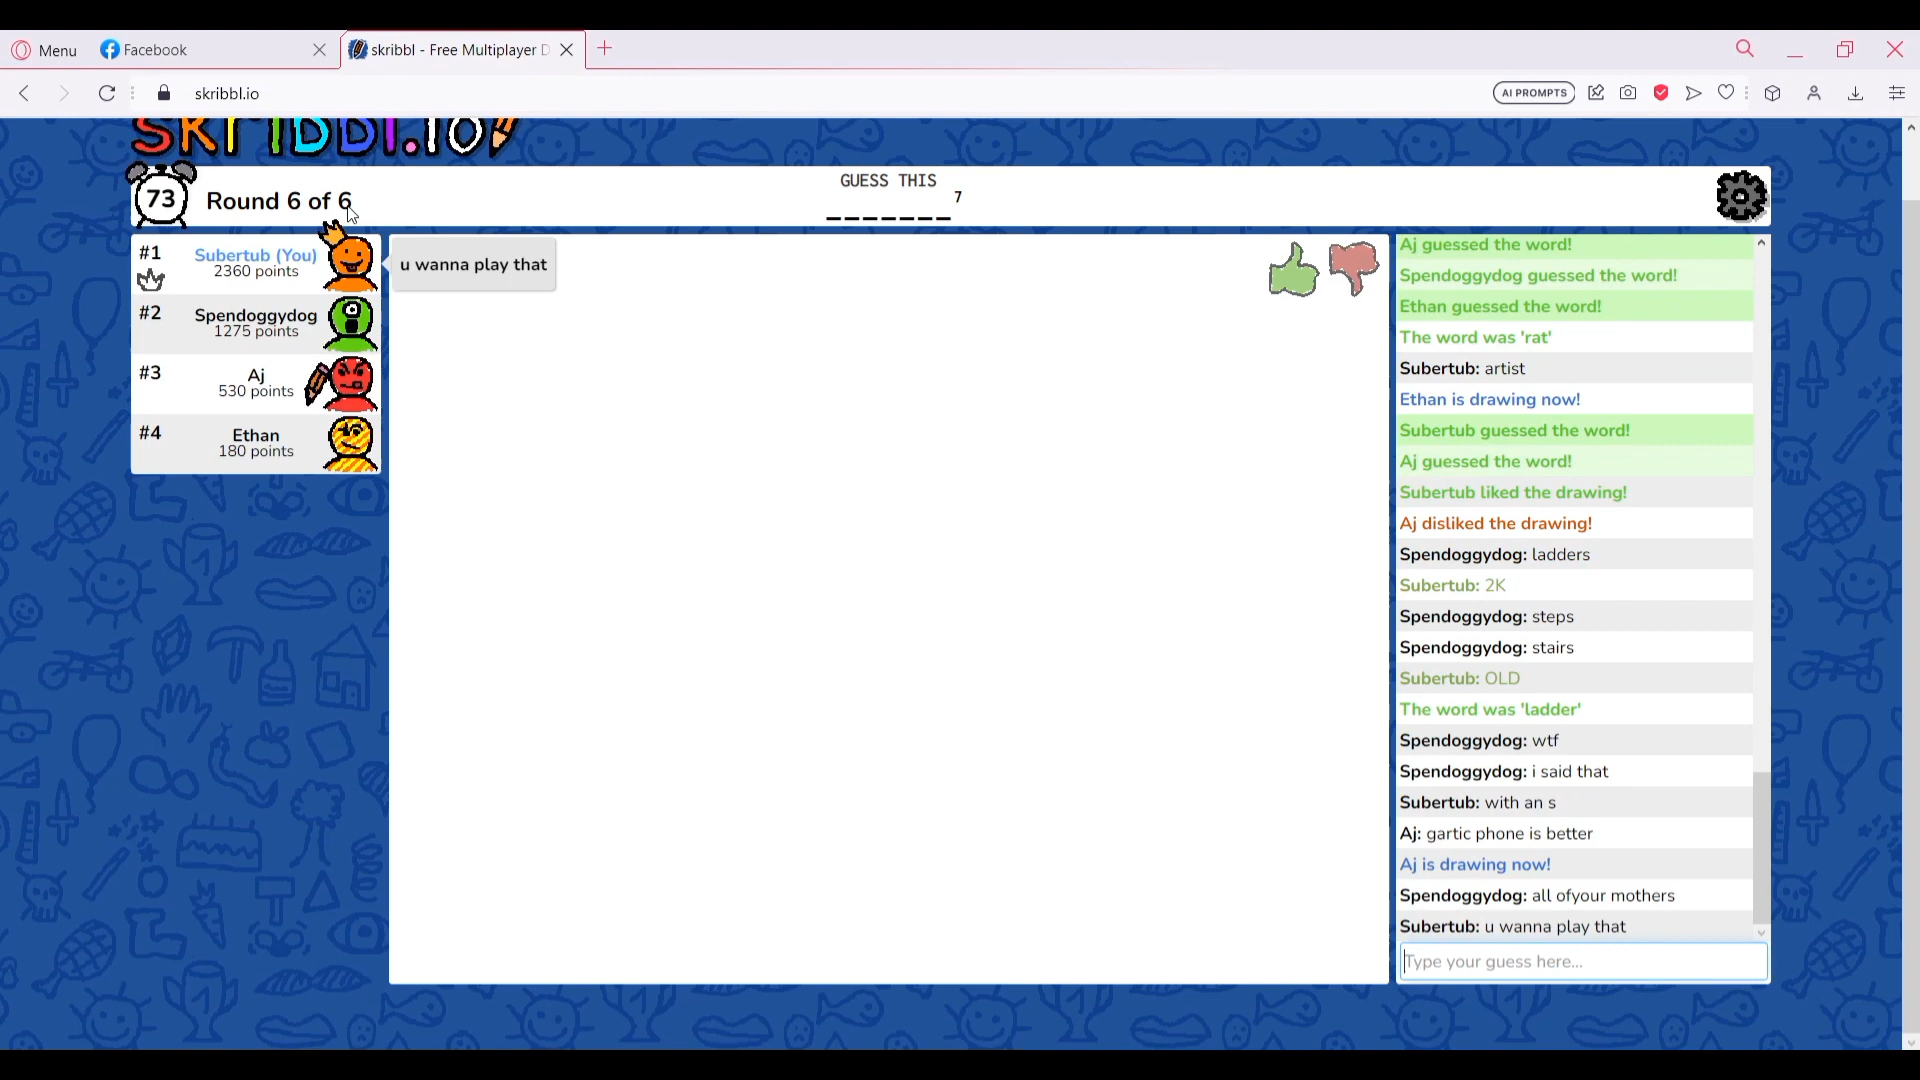 Menu
Facebook
skribbl - Free Multiplayer D
skribbl.io
AI PROMPTS
SKRIBBL.IO
73
Round 6 of 6
GUESS THIS
_______ 7
#1
Subertub (You)
2360 points
#2
Spendoggydog
1275 points
#3
Aj
530 points
#4
Ethan
180 points
u wanna play that
Aj guessed the word!
Spendoggydog guessed the word!
Ethan guessed the word!
The word was 'rat'
Subertub: artist
Ethan is drawing now!
Subertub guessed the word!
Aj guessed the word!
Subertub liked the drawing!
Aj disliked the drawing!
Spendoggydog: ladders
Subertub: 2K
Spendoggydog: steps
Spendoggydog: stairs
Subertub: OLD
The word was 'ladder'
Spendoggydog: wtf
Spendoggydog: i said that
Subertub: with an s
Aj: gartic phone is better
Aj is drawing now!
Spendoggydog: all ofyour mothers
Subertub: u wanna play that
Type your guess here...